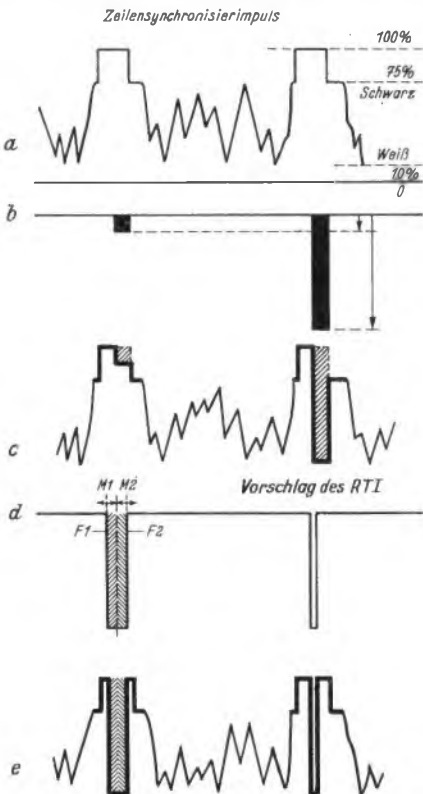 Zeilensynchronisierimpuls
100%
75%
Schwarz
a
Weiß
10%
0
b
c
M1 M2
Vorschlag des RTI
d
F1
F2
e